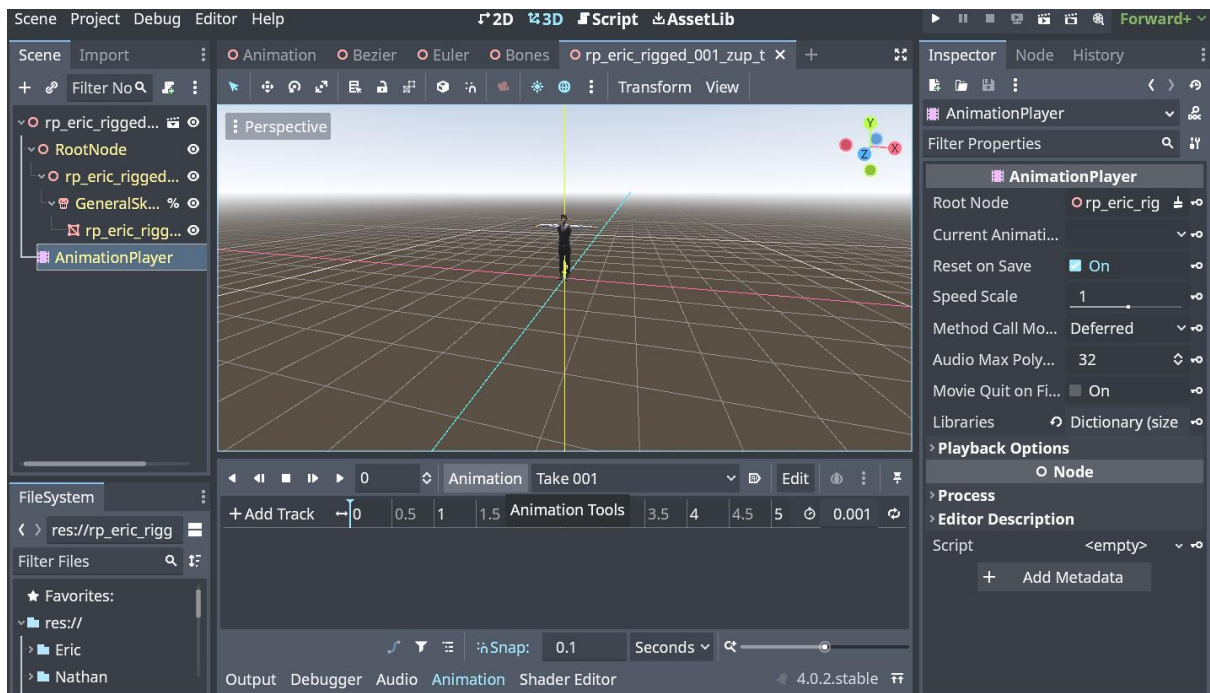 Scene Project Debug Editor Help
2D 3D Script AssetLib
Forward+
Scene Import
Filter No
rp_eric_rigged...
RootNode
rp_eric_rigged...
GeneralSk... %
rp_eric_rigg...
AnimationPlayer
FileSystem
res://rp_eric_rigg
Filter Files
Favorites:
res://
Eric
Nathan
Animation Bezier Euler Bones rp_eric_rigged_001_zup_t
Transform View
Perspective
Y
X
Z
0 Animation Take 001 Edit
Add Track 0 0.5 1 1.5 3.5 4 4.5 5 0.001
Animation Tools
Snap: 0.1 Seconds
Output Debugger Audio Animation Shader Editor 4.0.2.stable
Inspector Node History
AnimationPlayer
Filter Properties
AnimationPlayer
Root Node rp_eric_rig
Current Animati...
Reset on Save On
Speed Scale 1
Method Call Mo... Deferred
Audio Max Poly... 32
Movie Quit on Fi... On
Libraries Dictionary (size
Playback Options
Node
Process
Editor Description
Script <empty>
+ Add Metadata